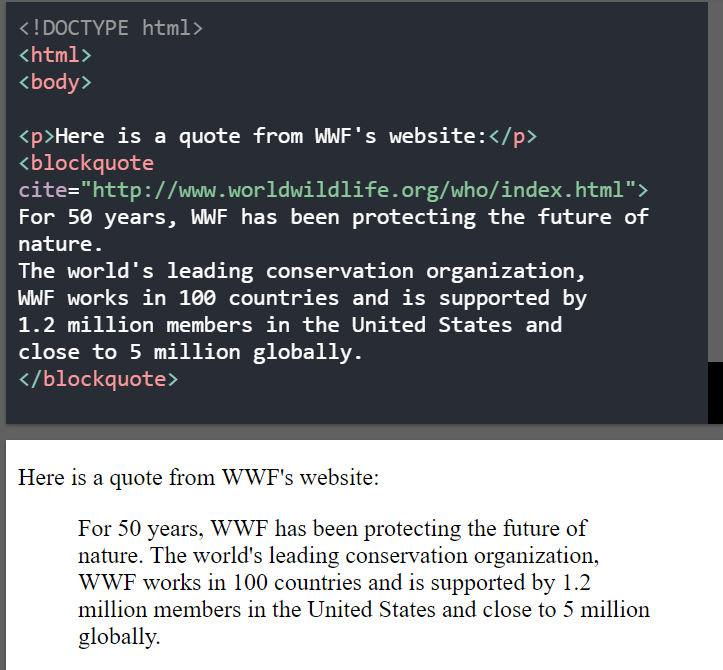 <!DOCTYPE html>
<html>
<body>
<p>Here is a quote from WWF's website:</p>
<blockquote
cite="http://www.worldwildlife.org/who/index.html">
For 50 years, WWF has been protecting the future of
nature.
The world's leading conservation organization,
WWF works in 100 countries and is supported by
1.2 million members in the United States and
close to 5 million globally.
</blockquote>
Here is a quote from WWF's website:
For 50 years, WWF has been protecting the future of
nature. The world's leading conservation organization,
WWF works in 100 countries and is supported by 1.2
million members in the United States and close to 5 million
globally.